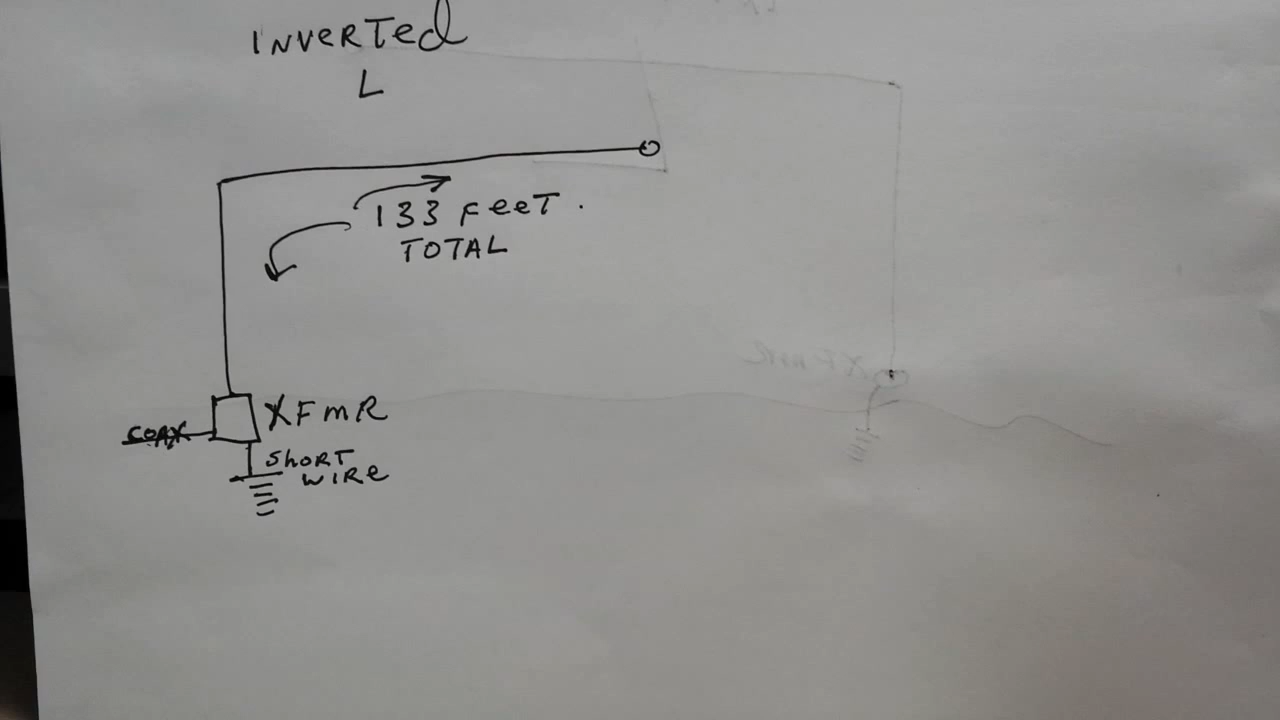 INVERTed
L
133 FeeT.
TOTAL
XFmR
COAX
SHORT
WIRe